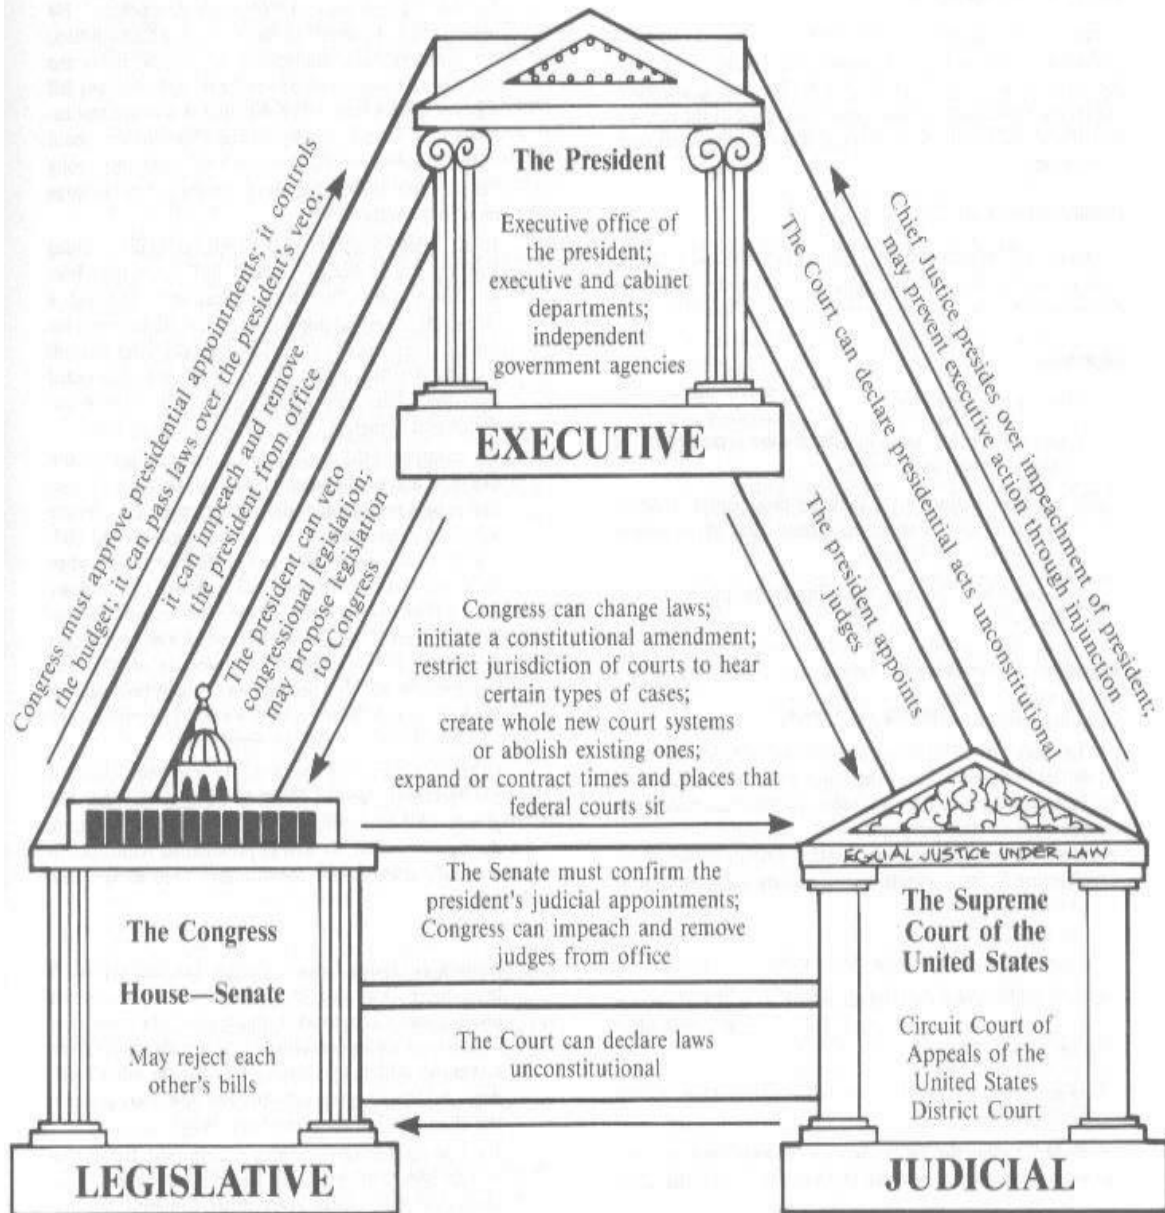 The President
Executive office of
the president;
executive and cabinet
departments;
independent
government agencies
EXECUTIVE
Congress must approve presidential appointments; it controls
the budget; it can pass laws over the president's veto;
it can impeach and remove
the president from office
The president can veto
congressional legislation;
may propose legislation
to Congress
Chief Justice presides over impeachment of president;
may prevent executive action through injunction
The Court can declare presidential acts unconstitutional
The president appoints
judges
Congress can change laws;
initiate a constitutional amendment;
restrict jurisdiction of courts to hear
certain types of cases;
create whole new court systems
or abolish existing ones;
expand or contract times and places that
federal courts sit
The Senate must confirm the
president's judicial appointments;
Congress can impeach and remove
judges from office
The Court can declare laws
unconstitutional
The Congress
House—Senate
May reject each
other's bills
LEGISLATIVE
EQUAL JUSTICE UNDER LAW
The Supreme
Court of the
United States
Circuit Court of
Appeals of the
United States
District Court
JUDICIAL